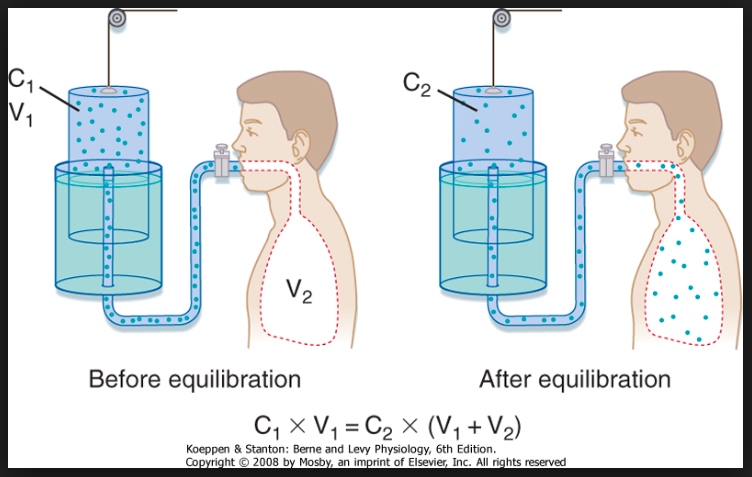 C₁
V₁
V₂
C₂
Before equilibration
After equilibration
C₁ × V₁ = C₂ × (V₁ + V₂)
Koeppen & Stanton: Berne and Levy Physiology, 6th Edition.
Copyright © 2008 by Mosby, an imprint of Elsevier, Inc. All rights reserved